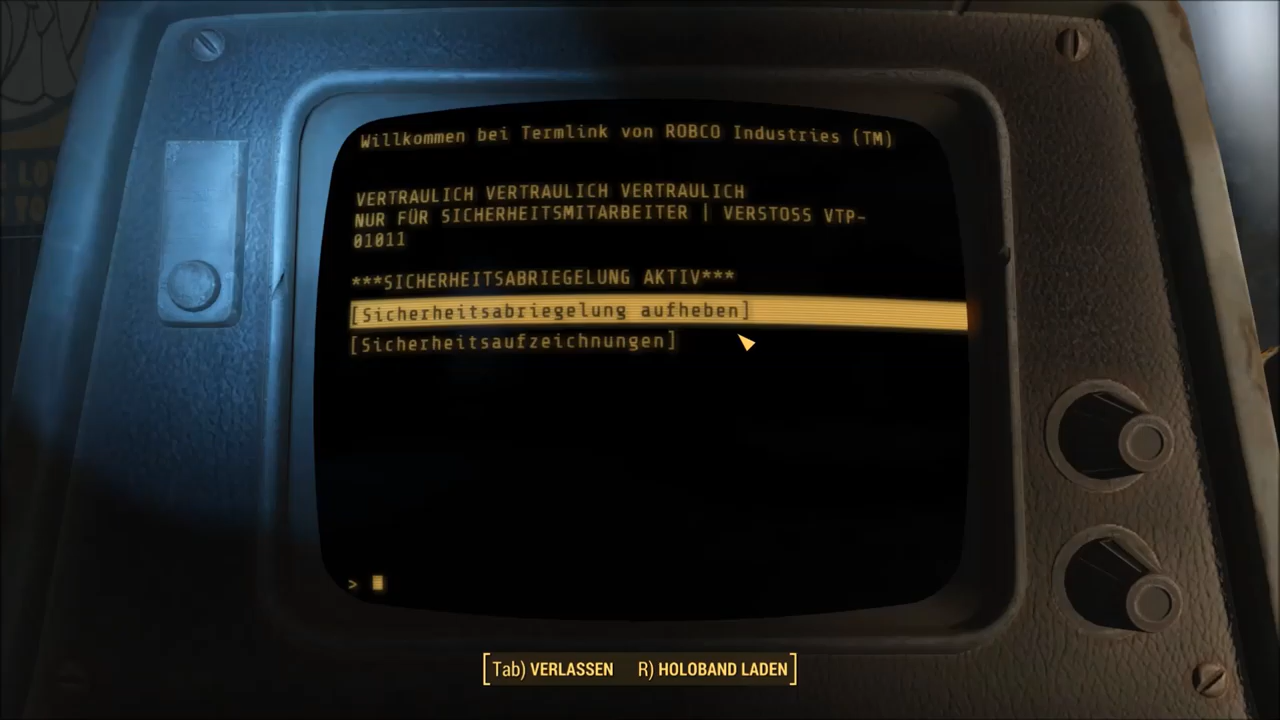 Willkommen bei Termlink von ROBCO Industries (TM)
VERTRAULICH VERTRAULICH VERTRAULICH
NUR FÜR SICHERHEITSMITARBEITER | VERSTOSS VTP-
01011
***SICHERHEITSABRIEGELUNG AKTIV***
[Sicherheitsabriegelung aufheben]
[Sicherheitsaufzeichnungen]
>
Tab) VERLASSEN R) HOLOBAND LADEN